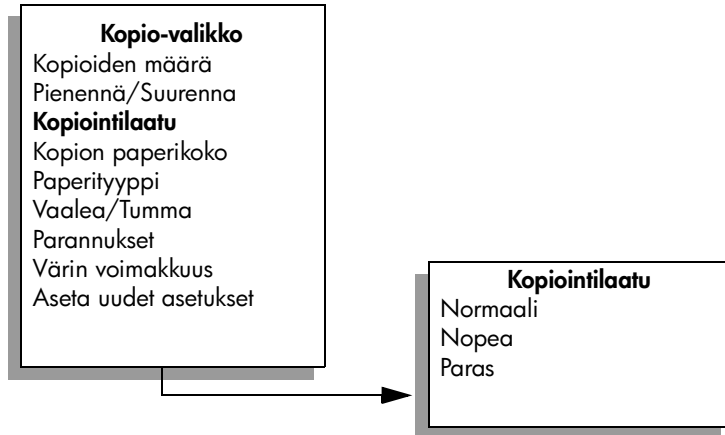 Kopio-valikko
Kopioiden määrä
Pienennä/Suurenna
Kopiointilaatu
Kopion paperikoko
Paperityyppi
Vaalea/Tumma
Parannukset
Värin voimakkuus
Aseta uudet asetukset
Kopiointilaatu
Normaali
Nopea
Paras